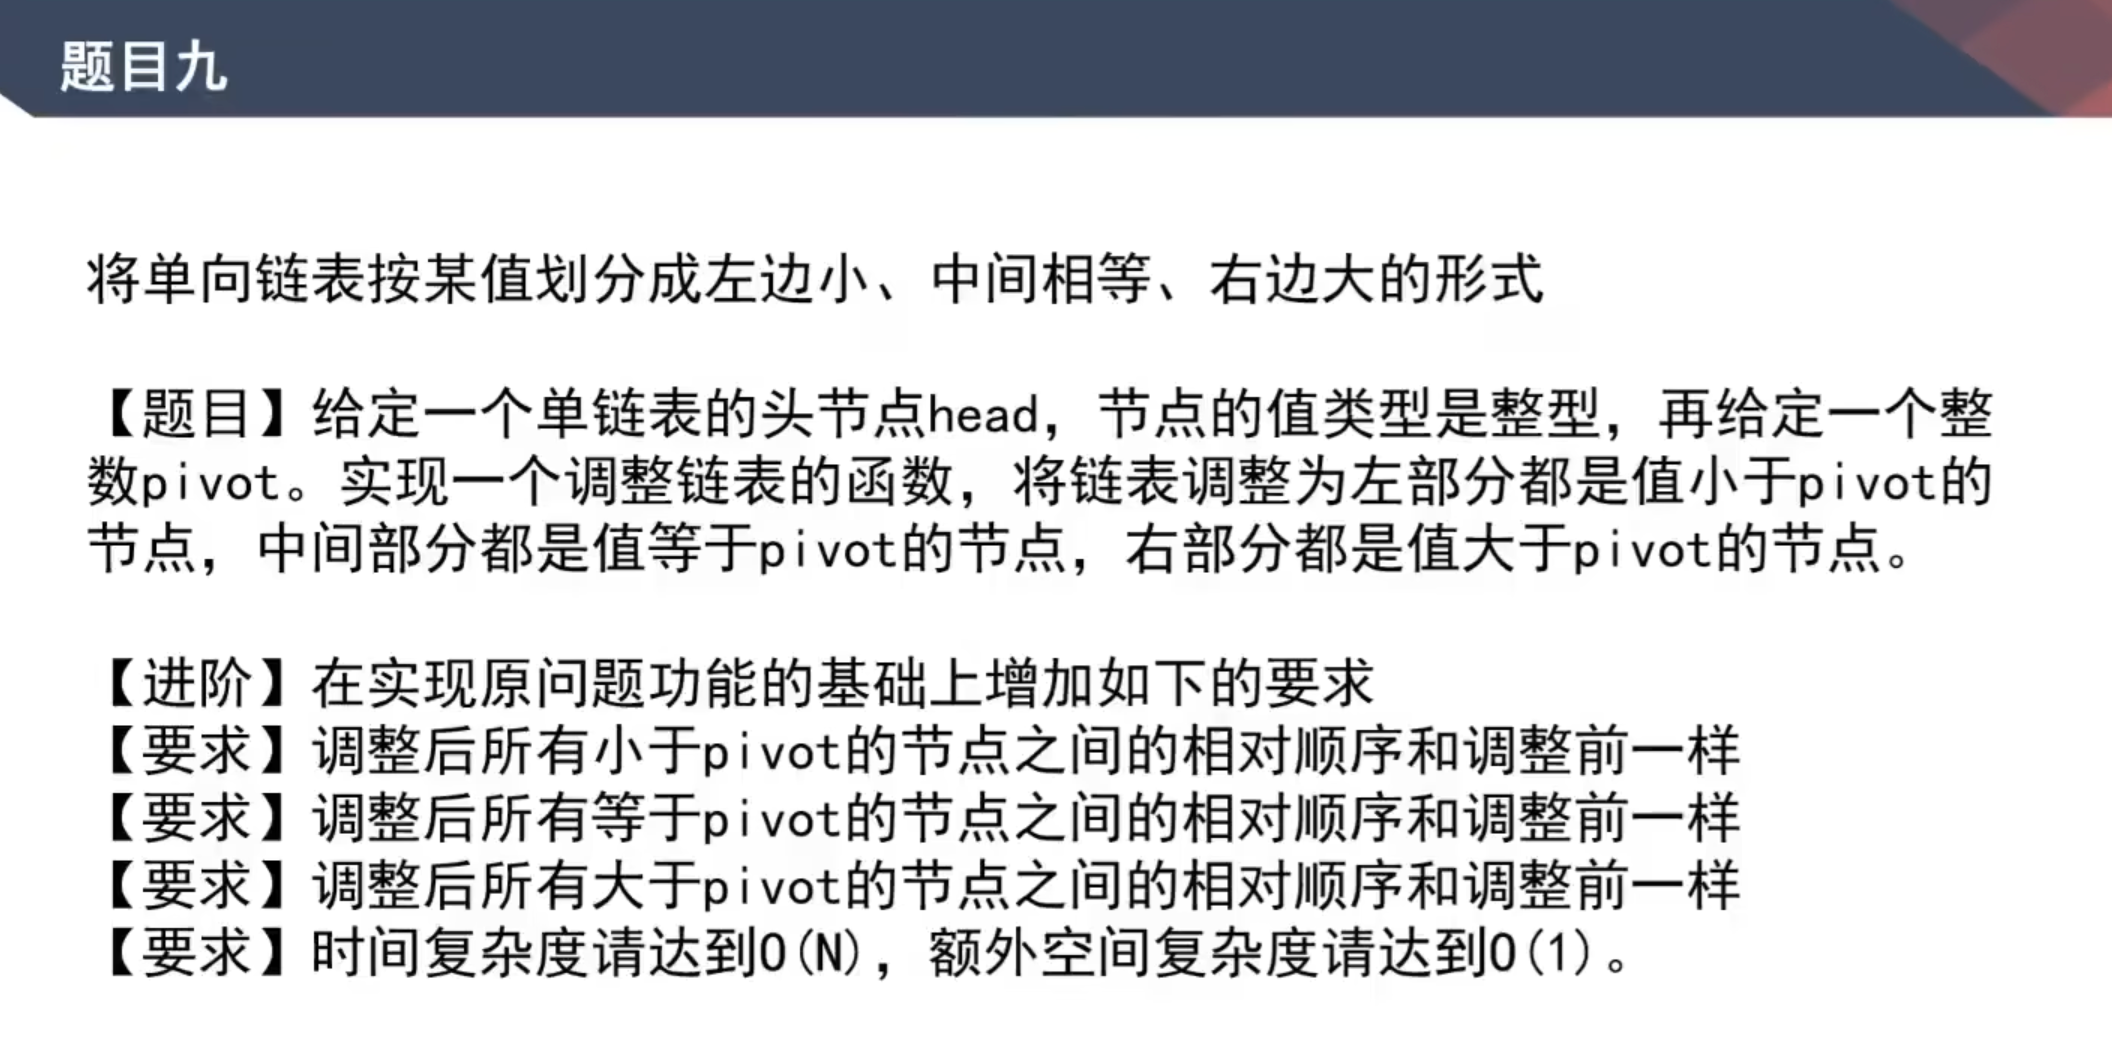 题目九
将单向链表按某值划分成左边小、中间相等、右边大的形式
【题目】给定一个单链表的头节点head，节点的值类型是整型，再给定一个整
数pivot。实现一个调整链表的函数，将链表调整为左部分都是值小于pivot的
节点，中间部分都是值等于pivot的节点，右部分都是值大于pivot的节点。
【进阶】在实现原问题功能的基础上增加如下的要求
【要求】调整后所有小于pivot的节点之间的相对顺序和调整前一样
【要求】调整后所有等于pivot的节点之间的相对顺序和调整前一样
【要求】调整后所有大于pivot的节点之间的相对顺序和调整前一样
【要求】时间复杂度请达到O(N)，额外空间复杂度请达到O(1)。